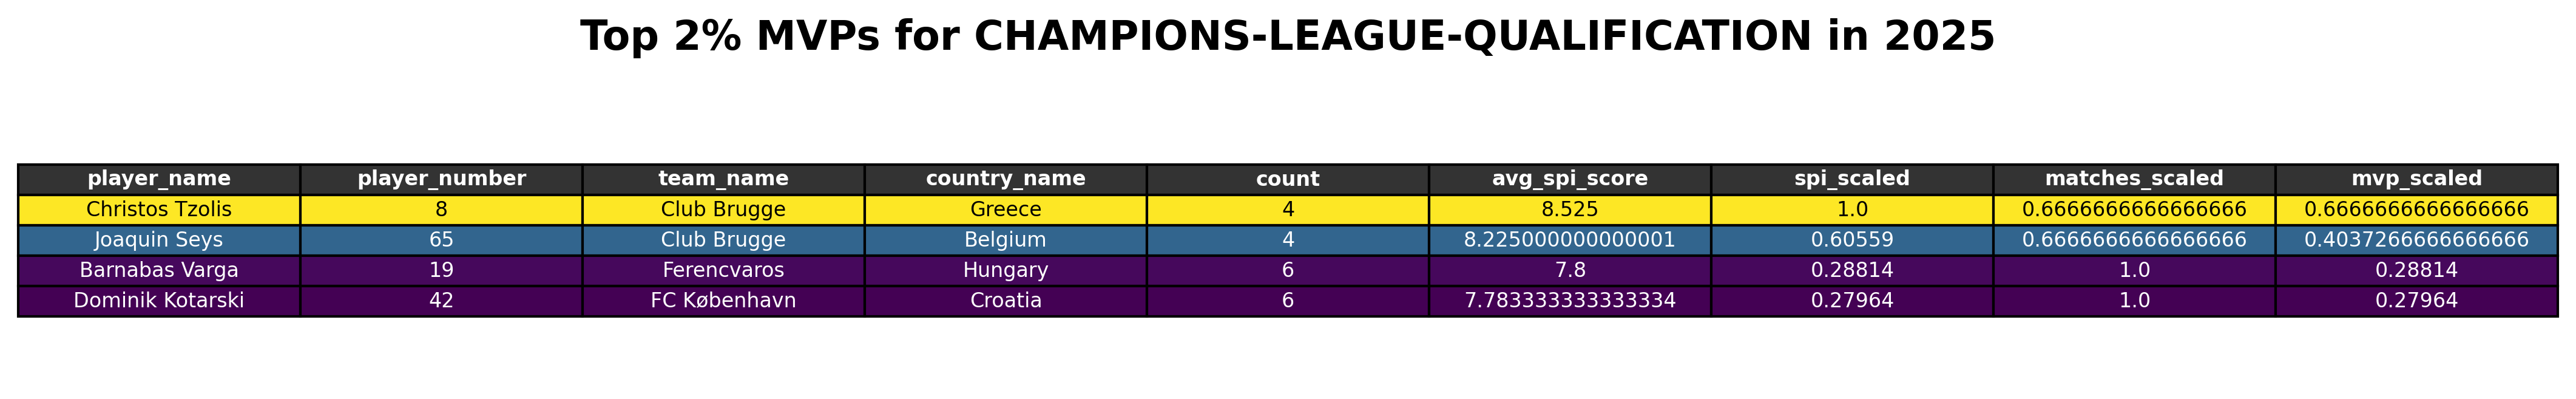 Top 2% MVPs for CHAMPIONS-LEAGUE-QUALIFICATION in 2025
player_name player_number team_name country_name count avg_spi_score spi_scaled matches_scaled mvp_scaled
Christos Tzolis 8 Club Brugge Greece 4 8.525 1.0 0.6666666666666666 0.6666666666666666
Joaquin Seys 65 Club Brugge Belgium 4 8.225000000000001 0.60559 0.6666666666666666 0.4037266666666666
Barnabas Varga 19 Ferencvaros Hungary 6 7.8 0.28814 1.0 0.28814
Dominik Kotarski 42 FC København Croatia 6 7.783333333333334 0.27964 1.0 0.27964